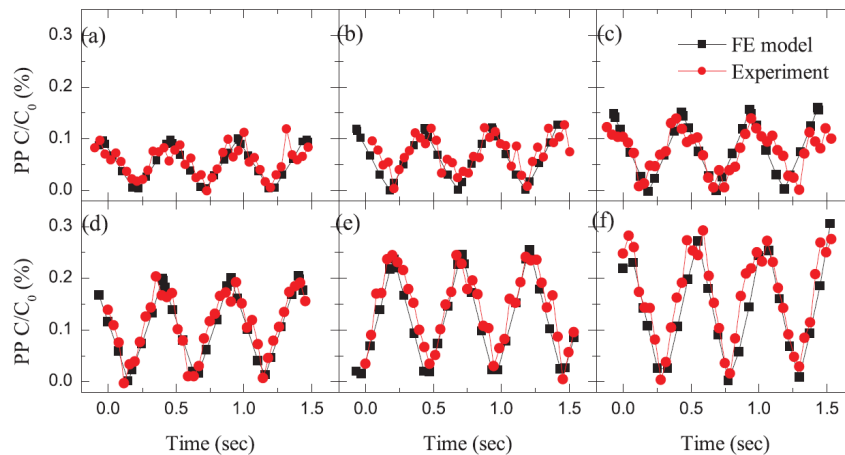 (a) (b) (c)
FE model
Experiment
PP C/C₀ (%)
0.3
0.2
0.1
0.0
(d) (e) (f)
PP C/C₀ (%)
0.3
0.2
0.1
0.0
0.0 0.5 1.0 1.5 0.0 0.5 1.0 1.5 0.0 0.5 1.0 1.5
Time (sec) Time (sec) Time (sec)